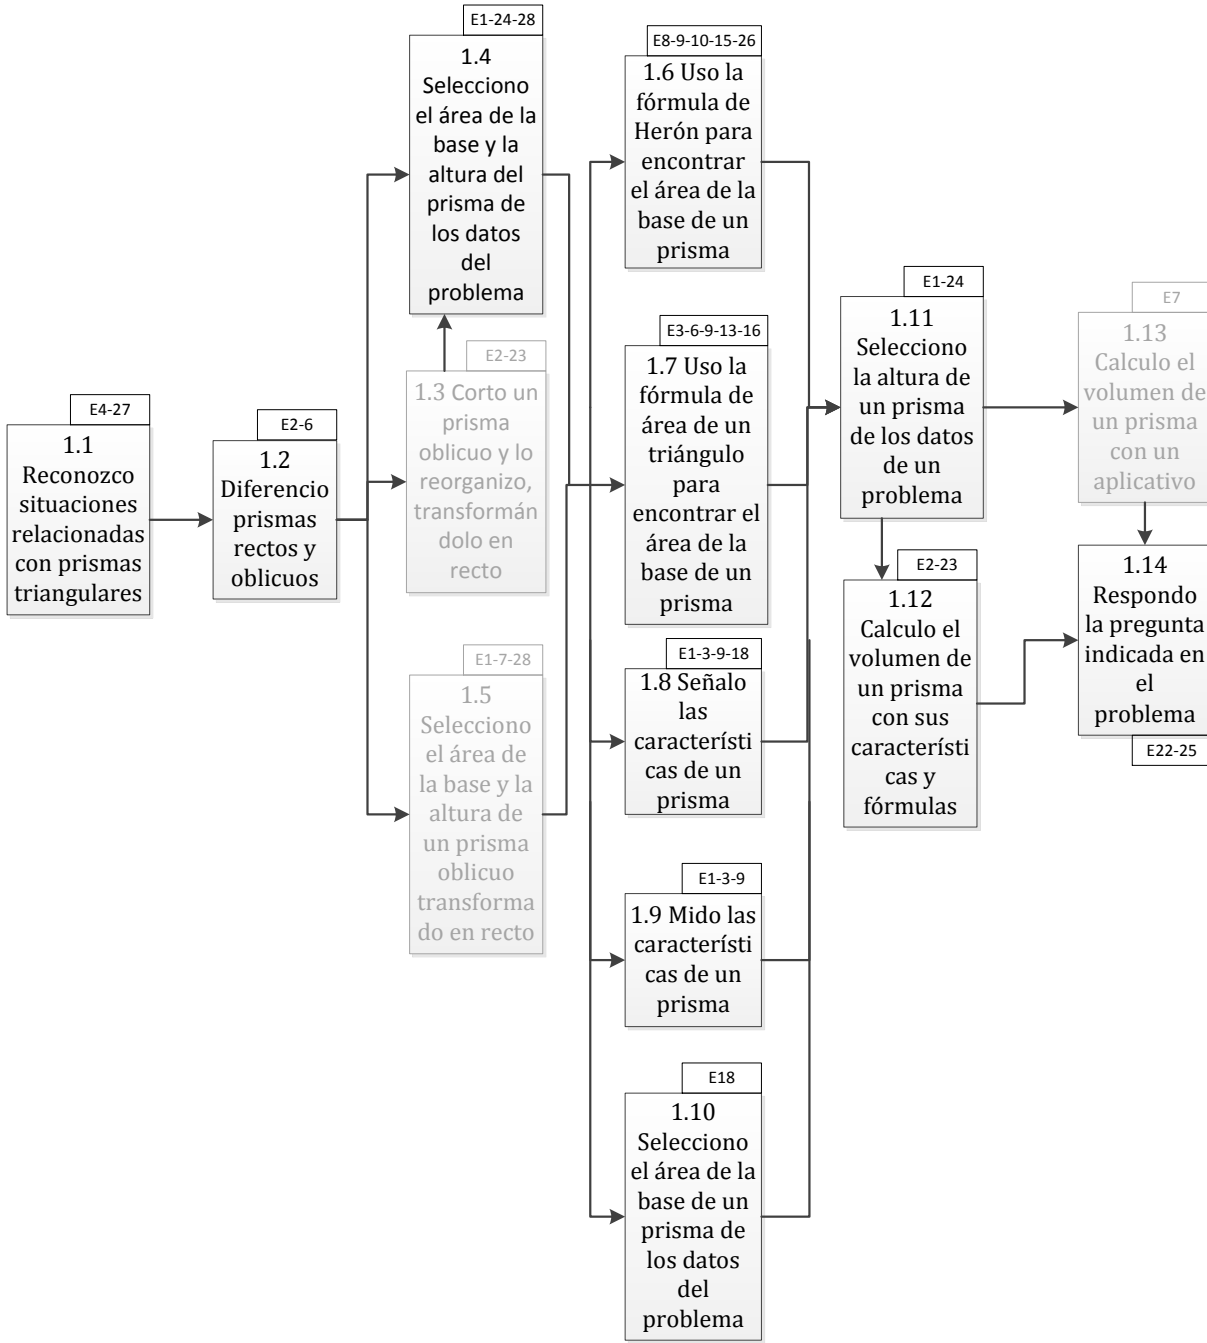 E4-27
1.1
Reconozco
situaciones
relacionadas
con prismas
triangulares
E2-6
1.2
Diferencio
prismas
rectos y
oblicuos
E1-24-28
1.4
Selecciono
el área de la
base y la
altura del
prisma de
los datos
del
problema
E2-23
1.3 Corto un
prisma
oblicuo y lo
reorganizo,
transformán
dolo en
recto
E1-7-28
1.5
Selecciono
el área de
la base y la
altura de
un prisma
oblicuo
transforma
do en recto
E8-9-10-15-26
1.6 Uso la
fórmula de
Herón para
encontrar
el área de la
base de un
prisma
E3-6-9-13-16
1.7 Uso la
fórmula de
área de un
triángulo
para
encontrar el
área de la
base de un
prisma
E1-3-9-18
1.8 Señalo
las
característi
cas de un
prisma
E1-3-9
1.9 Mido las
característi
cas de un
prisma
E18
1.10
Selecciono
el área de la
base de un
prisma de
los datos
del
problema
E1-24
1.11
Selecciono
la altura de
un prisma
de los datos
de un
problema
E2-23
1.12
Calculo el
volumen de
un prisma
con sus
característi
cas y
fórmulas
E7
1.13
Calculo el
volumen de
un prisma
con un
aplicativo
1.14
Respondo
la pregunta
indicada en
el
problema
E22-25